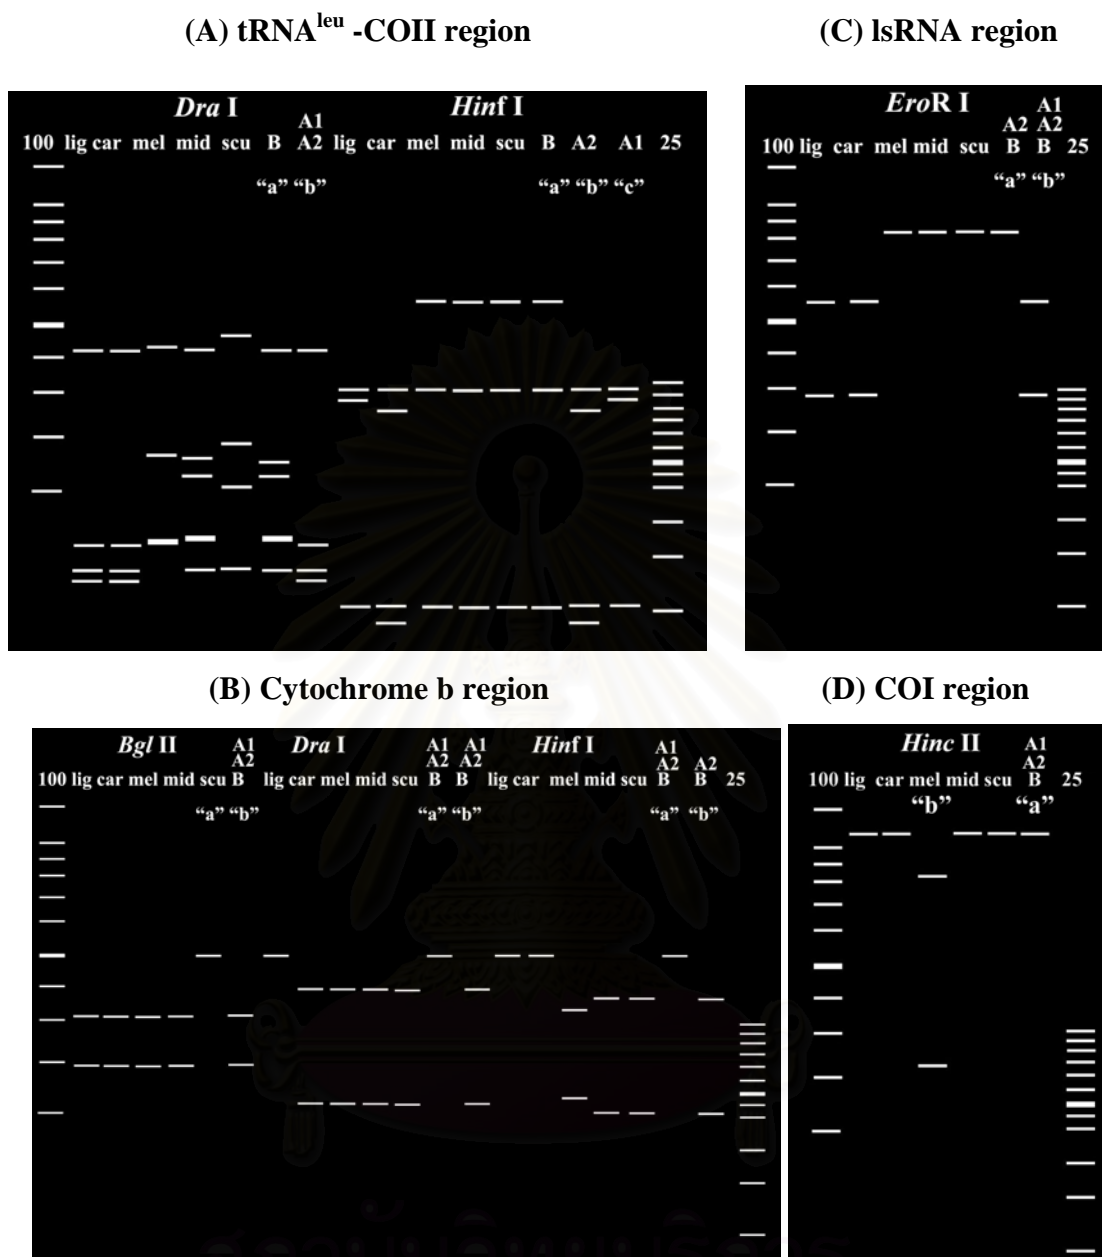 (A) tRNAleu -COII region
Dra I Hinf I
A1
100 lig car mel mid scu B A2 lig car mel mid scu B A2 A1 25
“a” “b” “a” “b” “c”
(C) lsRNA region
EroR I
A1
A2 A2
100 lig car mel mid scu B B 25
“a” “b”
(B) Cytochrome b region
Bgl II A1 Dra I A1 A1 Hinf I A1
A2 A2 A2 A2 A2
100 lig car mel mid scu B lig car mel mid scu B B lig car mel mid scu B B 25
“a” “b” “a” “b” “a” “b”
(D) COI region
Hinc II A1
A2
100 lig car mel mid scu B 25
“b” “a”